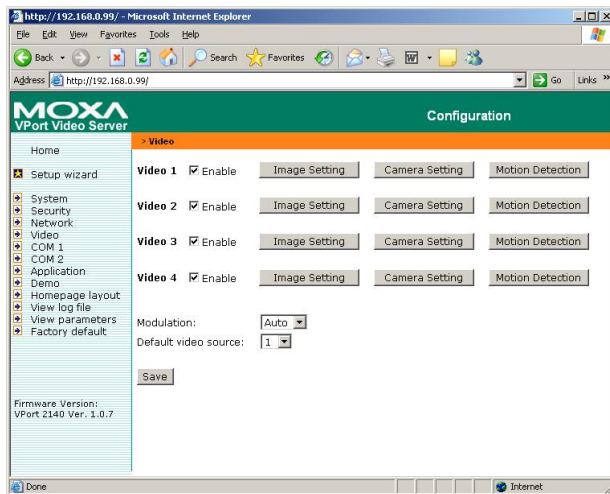 http://192.168.0.99/ - Microsoft Internet Explorer
File Edit View Favorites Tools Help
Back Search Favorites
Address http://192.168.0.99/ Go Links »
MOXA
VPort Video Server
Configuration
> Video
Home
Setup wizard
System
Security
Network
Video
COM 1
COM 2
Application
Demo
Homepage layout
View log file
View parameters
Factory default
Firmware Version:
VPort 2140 Ver. 1.0.7
Video 1 Enable Image Setting Camera Setting Motion Detection
Video 2 Enable Image Setting Camera Setting Motion Detection
Video 3 Enable Image Setting Camera Setting Motion Detection
Video 4 Enable Image Setting Camera Setting Motion Detection
Modulation: Auto
Default video source: 1
Save
Done Internet